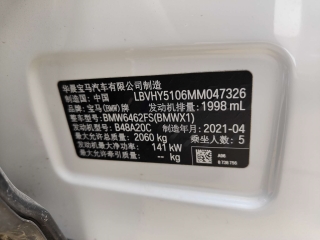 华晨宝马汽车有限公司制造
制造国:中国 LBVHY5106MM047326
品牌:宝马(BMW)牌 发动机排量:1998 mL
整车型号:BMW6462FS(BMWX1)
发动机型号:B48A20C 制造年月:2021-04
最大允许总质量:2060 kg 乘坐人数:5
发动机最大净功率:141 kW
最大允许牵引质量:-- kg